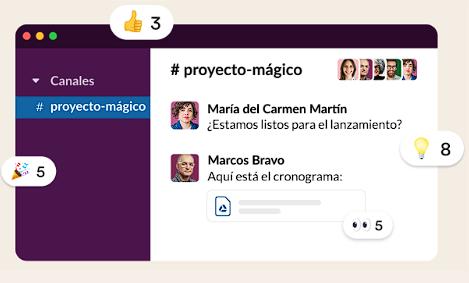 👍 3
Canales
# proyecto-mágico
# proyecto-mágico
María del Carmen Martín
¿Estamos listos para el lanzamiento?
💡 8
Marcos Bravo
Aquí está el cronograma:
🎉 5
👀 5